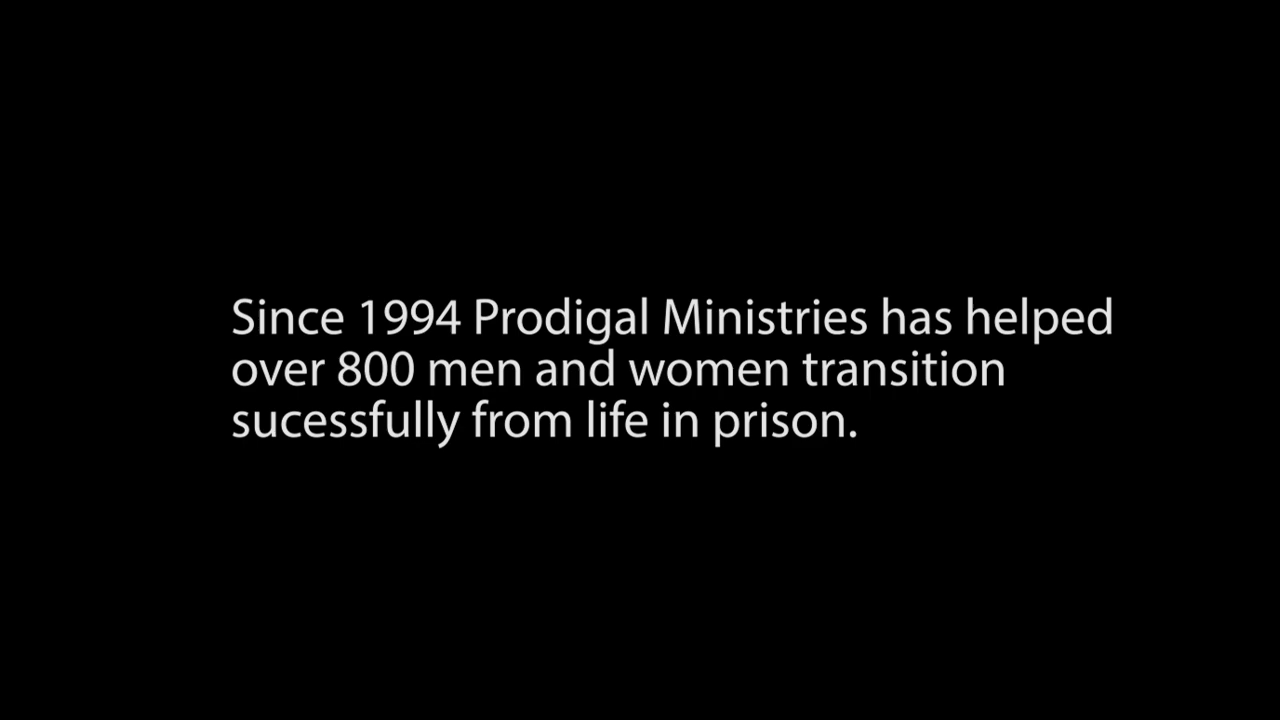 Since 1994 Prodigal Ministries has helped
over 800 men and women transition
sucessfully from life in prison.